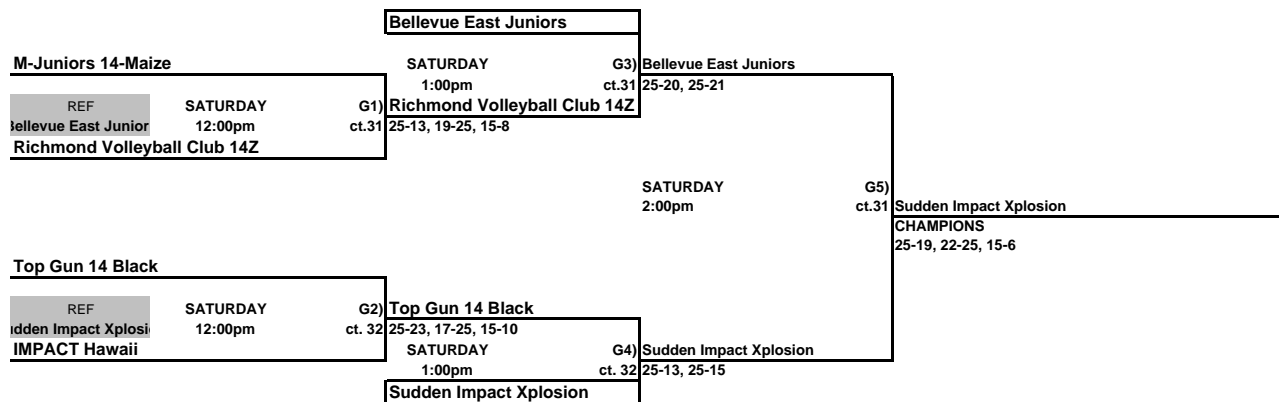 Bellevue East Juniors
M-Juniors 14-Maize SATURDAY G3) Bellevue East Juniors
1:00pm ct.31 25-20, 25-21
REF SATURDAY G1) Richmond Volleyball Club 14Z
Bellevue East Junior 12:00pm ct.31 25-13, 19-25, 15-8
Richmond Volleyball Club 14Z
SATURDAY G5)
2:00pm ct.31 Sudden Impact Xplosion
CHAMPIONS
25-19, 22-25, 15-6
Top Gun 14 Black
REF SATURDAY G2) Top Gun 14 Black
udden Impact Xplosi 12:00pm ct. 32 25-23, 17-25, 15-10
IMPACT Hawaii SATURDAY G4) Sudden Impact Xplosion
1:00pm ct. 32 25-13, 25-15
Sudden Impact Xplosion